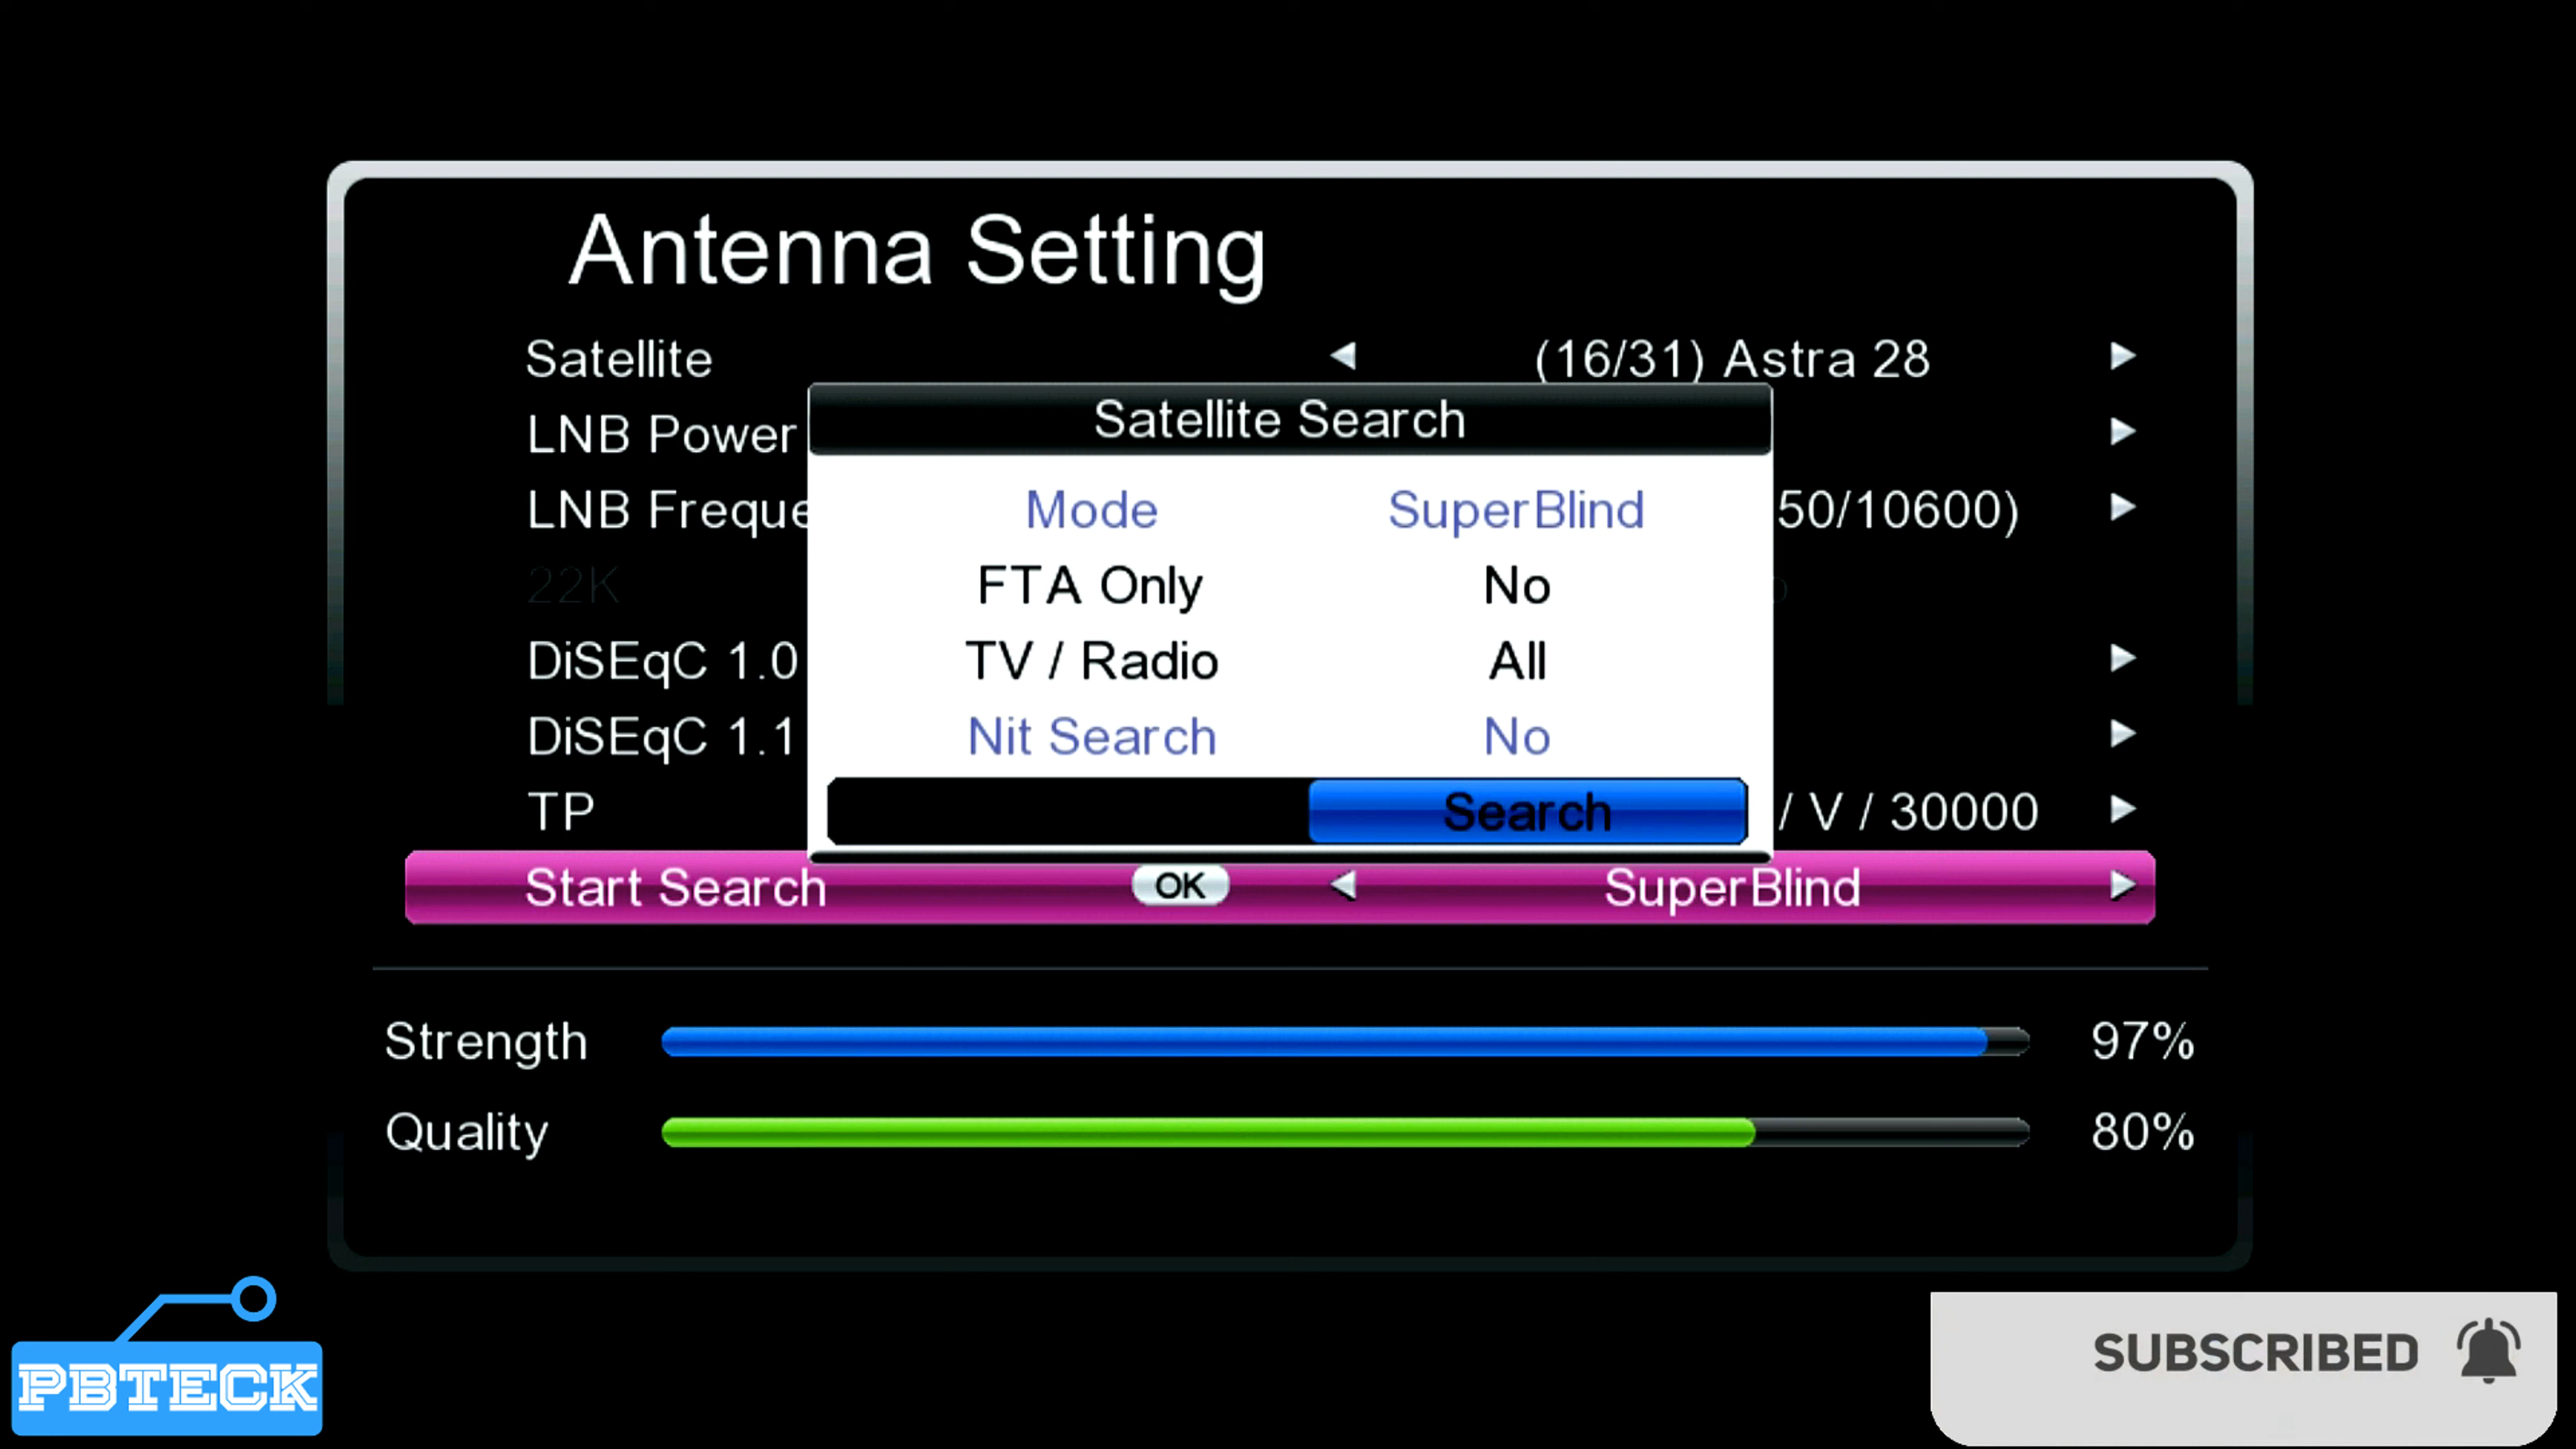 Antenna Setting
Satellite (16/31) Astra 28
LNB Power
Satellite Search
LNB Freque 50/10600)
Mode SuperBlind
22K
FTA Only No
DiSEqC 1.0
TV / Radio All
DiSEqC 1.1
Nit Search No
TP / V / 30000
Search
Start Search OK SuperBlind
Strength 97%
Quality 80%
PBTECK
SUBSCRIBED